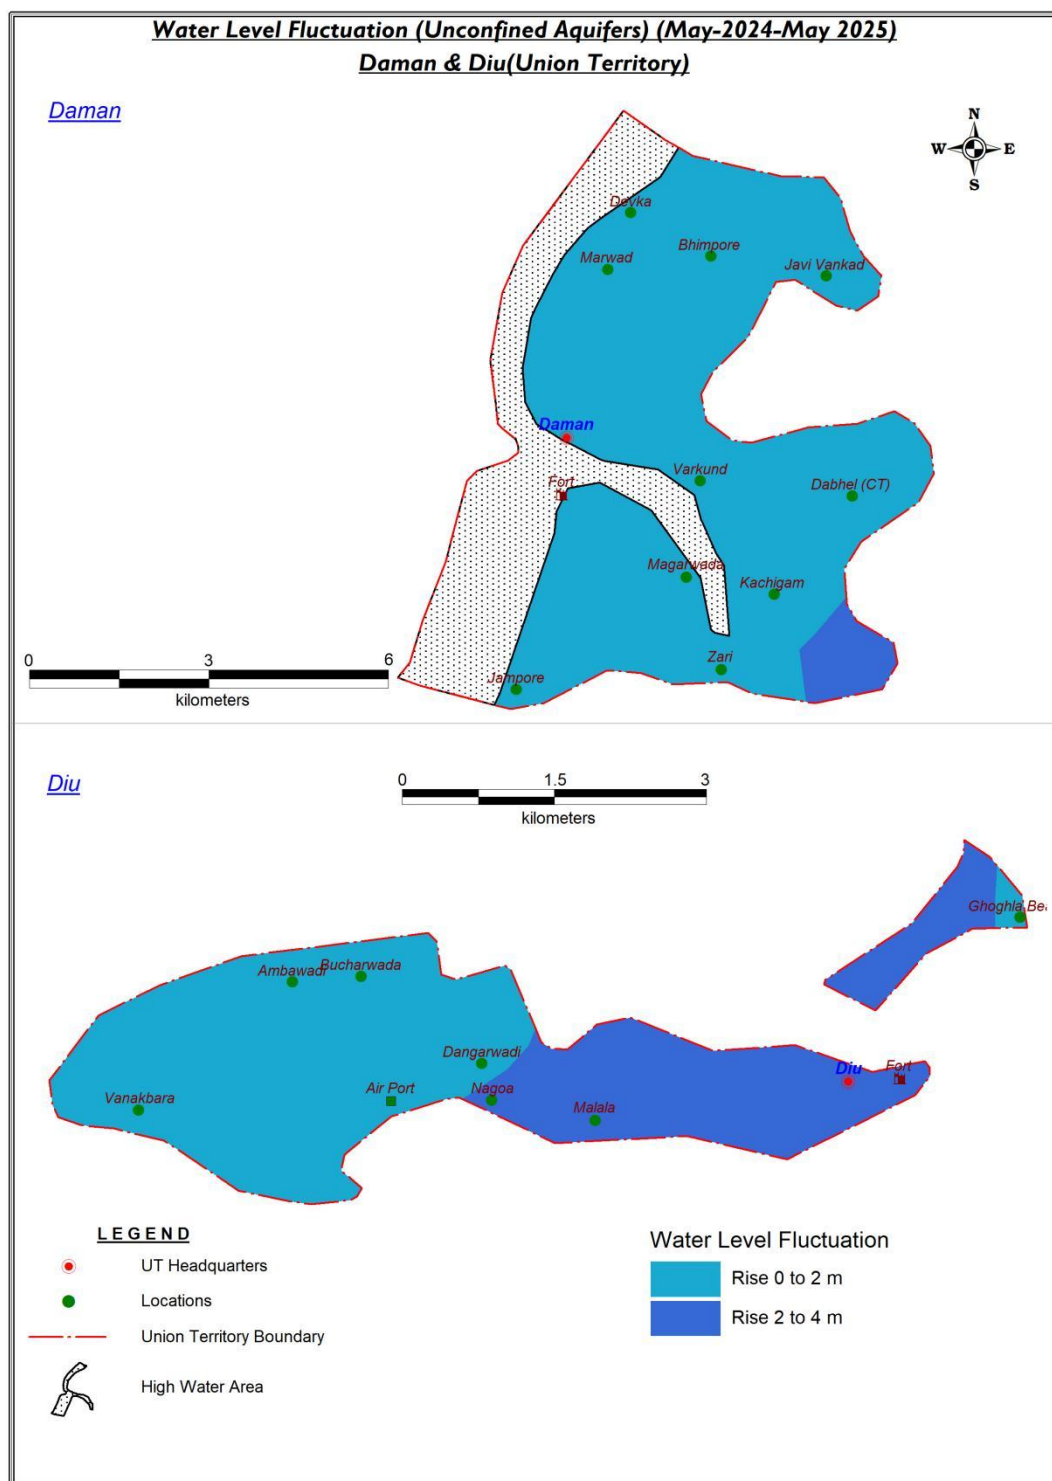 Water Level Fluctuation (Unconfined Aquifers) (May-2024-May 2025)
Daman & Diu(Union Territory)
Daman
N
W E
S
Devka
Marwad
Bhimpore
Javi Vankad
Daman
Varkund
Fort
Dabhel (CT)
Magarwada
Kachigam
Zari
Jampore
0 3 6
kilometers
Diu
0 1.5 3
kilometers
Ghoghla Bea
Ambawadi
Bucharwada
Dangarwadi
Diu
Fort
Vanakbara
Air Port
Nagoa
Malala
LEGEND
UT Headquarters
Locations
Union Territory Boundary
High Water Area
Water Level Fluctuation
Rise 0 to 2 m
Rise 2 to 4 m